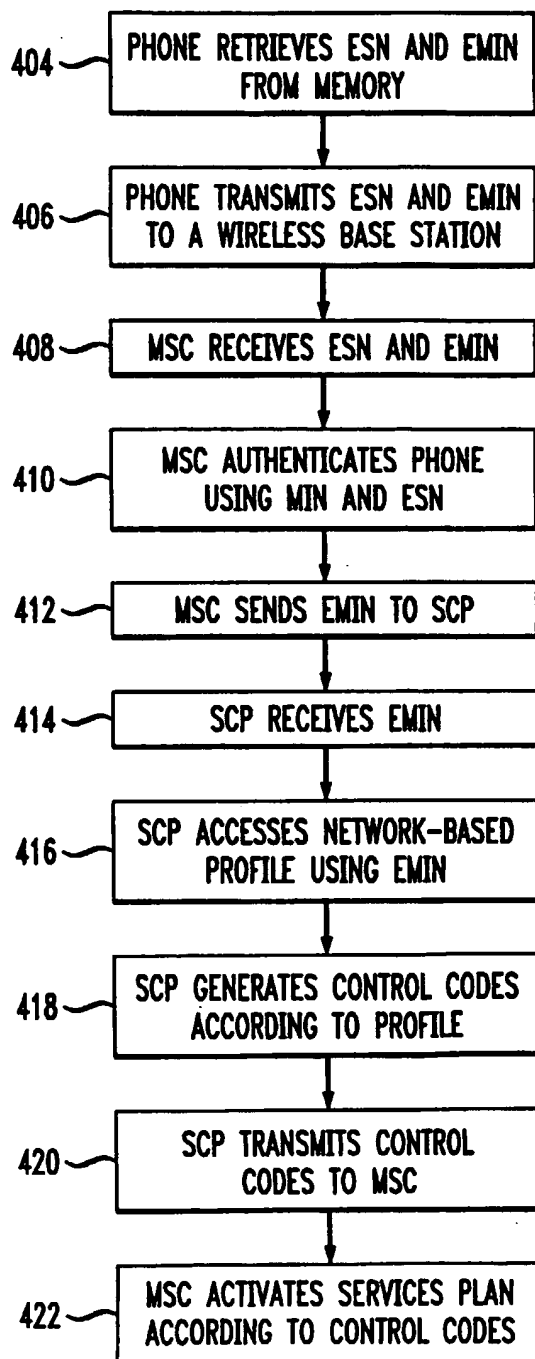 404
PHONE RETRIEVES ESN AND EMIN
FROM MEMORY
406
PHONE TRANSMITS ESN AND EMIN
TO A WIRELESS BASE STATION
408
MSC RECEIVES ESN AND EMIN
410
MSC AUTHENTICATES PHONE
USING MIN AND ESN
412
MSC SENDS EMIN TO SCP
414
SCP RECEIVES EMIN
416
SCP ACCESSES NETWORK-BASED
PROFILE USING EMIN
418
SCP GENERATES CONTROL CODES
ACCORDING TO PROFILE
420
SCP TRANSMITS CONTROL
CODES TO MSC
422
MSC ACTIVATES SERVICES PLAN
ACCORDING TO CONTROL CODES